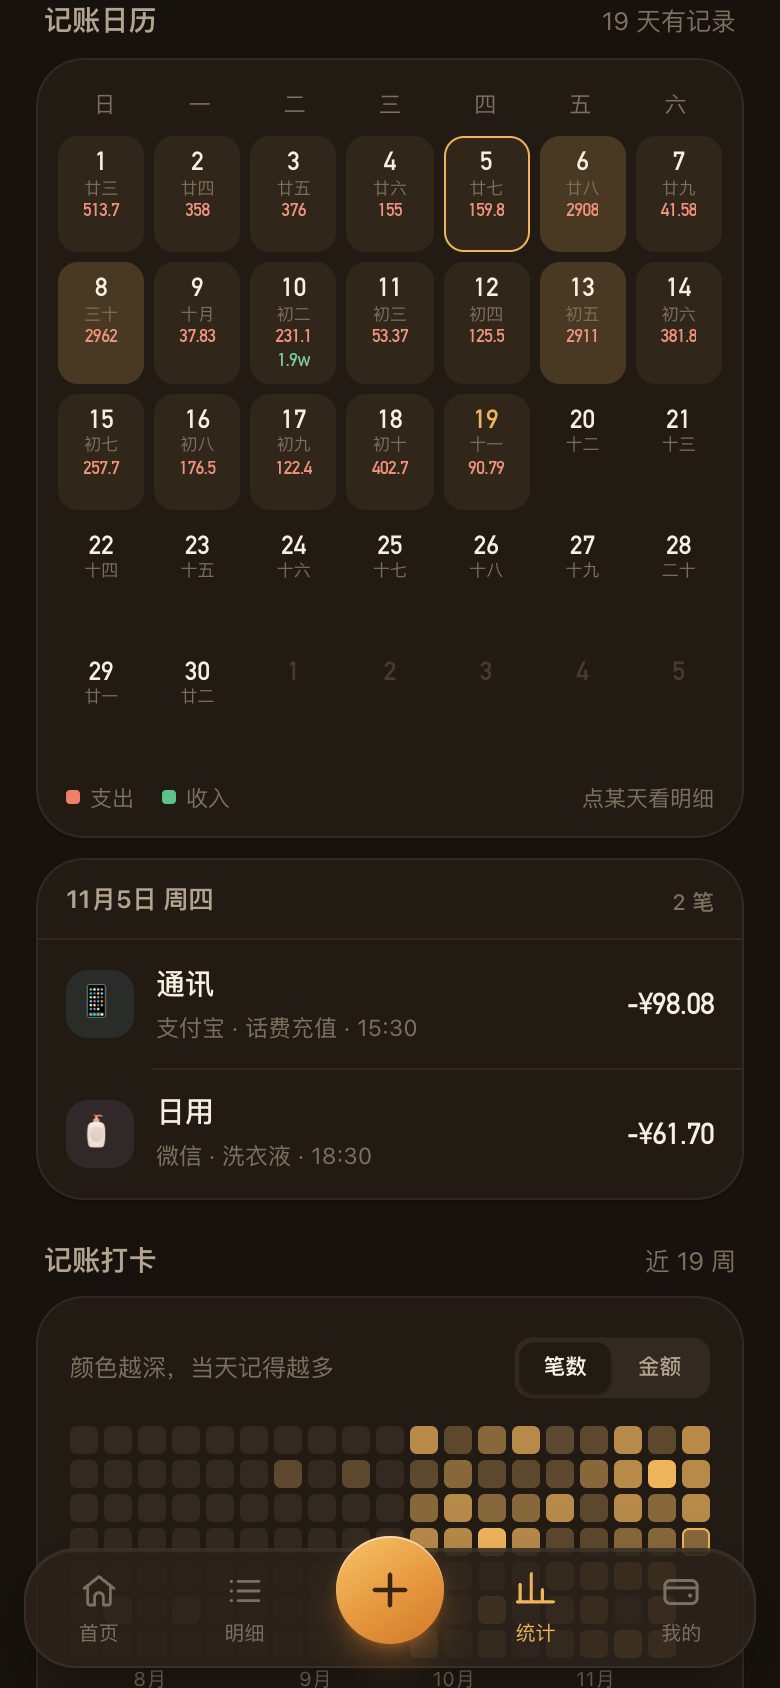 记账日历 19 天有记录
日 一 二 三 四 五 六
1 2 3 4 5 6 7
廿三 廿四 廿五 廿六 廿七 廿八 廿九
513.7 358 376 155 159.8 2908 41.58
8 9 10 11 12 13 14
三十 十月 初二 初三 初四 初五 初六
2962 37.83 231.1 53.37 125.5 2911 381.8
1.9w
15 16 17 18 19 20 21
初七 初八 初九 初十 十一 十二 十三
257.7 176.5 122.4 402.7 90.79
22 23 24 25 26 27 28
十四 十五 十六 十七 十八 十九 二十
29 30 1 2 3 4 5
廿一 廿二
支出 收入 点某天看明细
11月5日 周四 2 笔
通讯 -¥98.08
支付宝 · 话费充值 · 15:30
日用 -¥61.70
微信 · 洗衣液 · 18:30
记账打卡 近 19 周
颜色越深，当天记得越多 笔数 金额
首页 明细 统计 我的
8月 9月 10月 11月